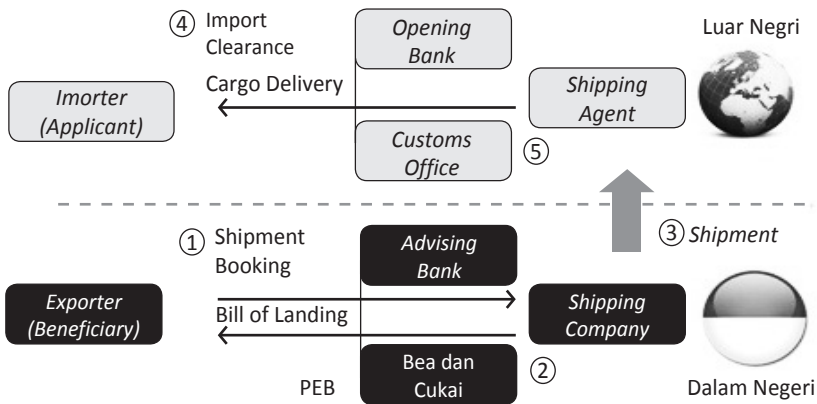 ④ Import
Clearance
Opening
Bank
Luar Negri
Cargo Delivery
Imorter
(Applicant)
Shipping
Agent
Customs
Office
⑤
① Shipment
Booking
Advising
Bank
③ Shipment
Exporter
(Beneficiary)
Bill of Landing
Shipping
Company
PEB
Bea dan
Cukai
②
Dalam Negeri